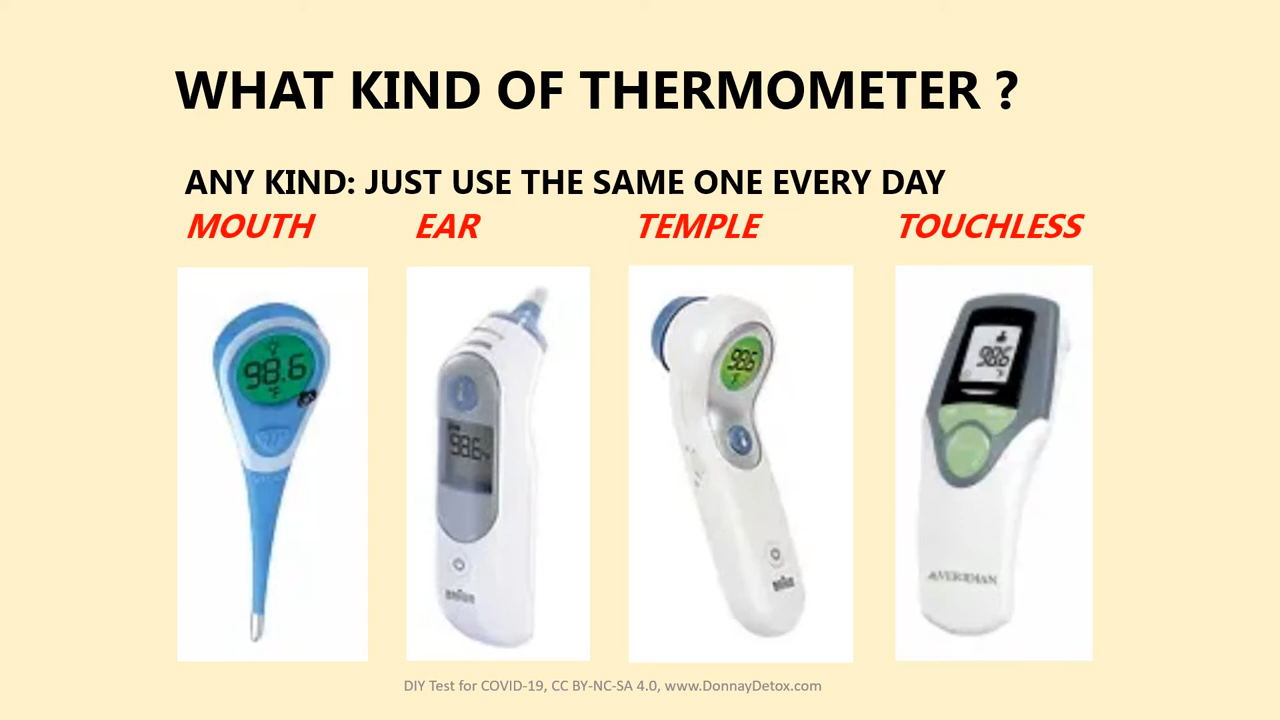 WHAT KIND OF THERMOMETER ?
ANY KIND: JUST USE THE SAME ONE EVERY DAY
MOUTH EAR TEMPLE TOUCHLESS
98.6 °F
98.6
98.6 °F
98.6 °F
BRAUN
BRAUN
VERIDIAN
DIY Test for COVID-19, CC BY-NC-SA 4.0, www.DonnayDetox.com